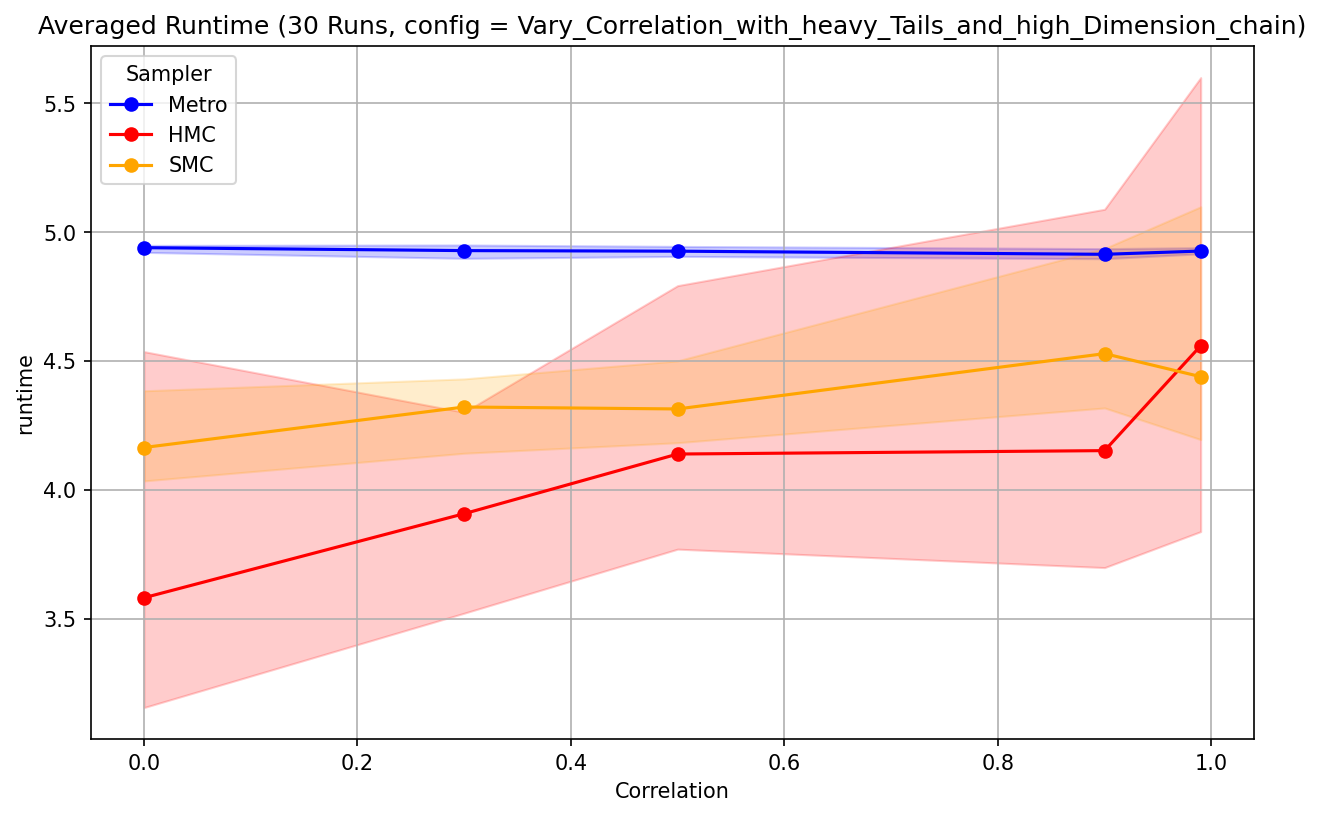 Averaged Runtime (30 Runs, config = Vary_Correlation_with_heavy_Tails_and_high_Dimension_chain)
Sampler
Metro
HMC
SMC
5.5
5.0
4.5
4.0
3.5
runtime
0.0 0.2 0.4 0.6 0.8 1.0
Correlation